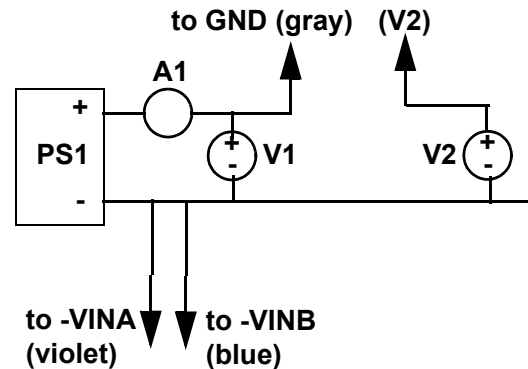 to GND (gray) (V2)
A1
+
PS1
-
+
-
V1
V2
+
-
to -VINA
(violet)
to -VINB
(blue)